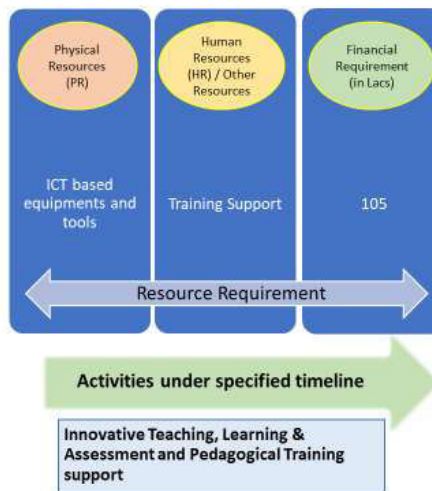 Physical
Resources
(PR)
Human
Resources
(HR) / Other
Resources
Financial
Requirement
(in Lacs)
ICT based
equipments and
tools
Training Support
105
Resource Requirement
Activities under specified timeline
Innovative Teaching, Learning &
Assessment and Pedagogical Training
support